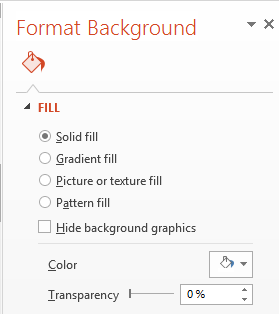 Format Background
FILL
Solid fill
Gradient fill
Picture or texture fill
Pattern fill
Hide background graphics
Color
Transparency 0 %